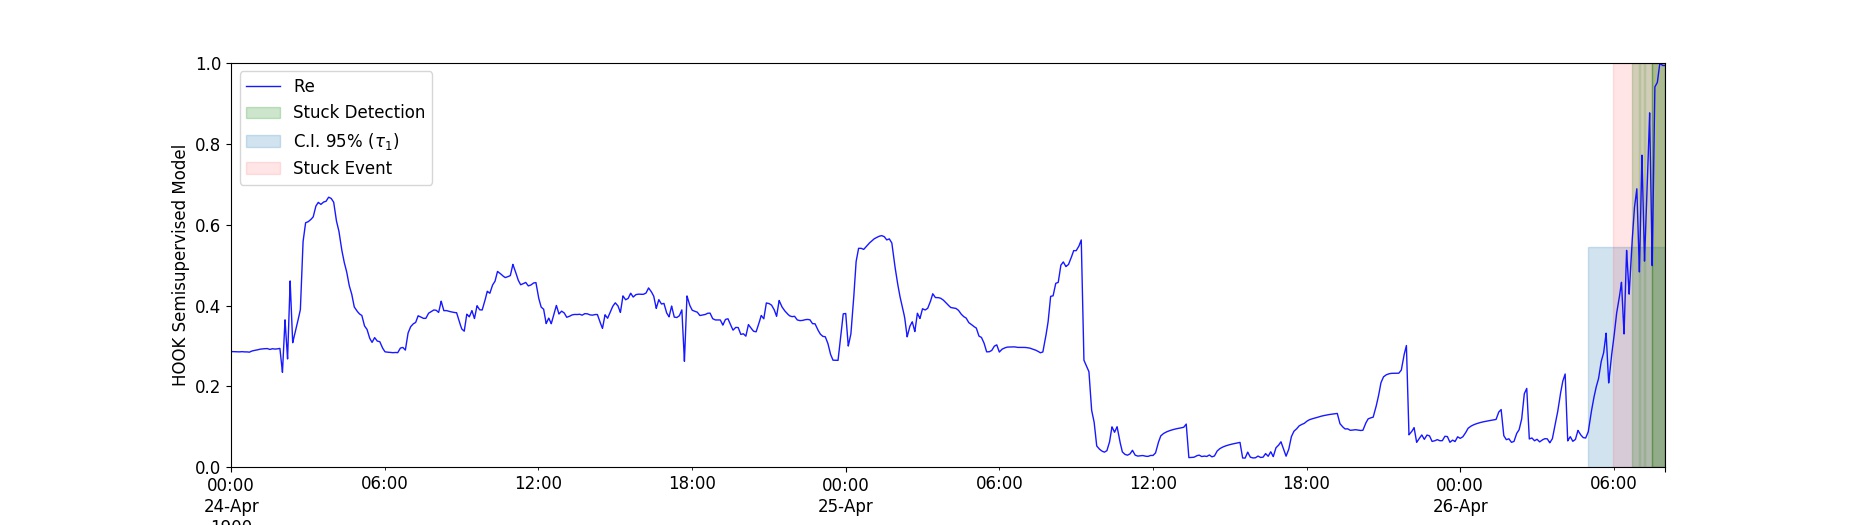 HOOK Semisupervised Model
1.0
0.8
0.6
0.4
0.2
0.0
Re
Stuck Detection
C.I. 95% (τ₁)
Stuck Event
00:00 06:00 12:00 18:00 00:00 06:00 12:00 18:00 00:00 06:00
24-Apr 25-Apr 26-Apr
1900